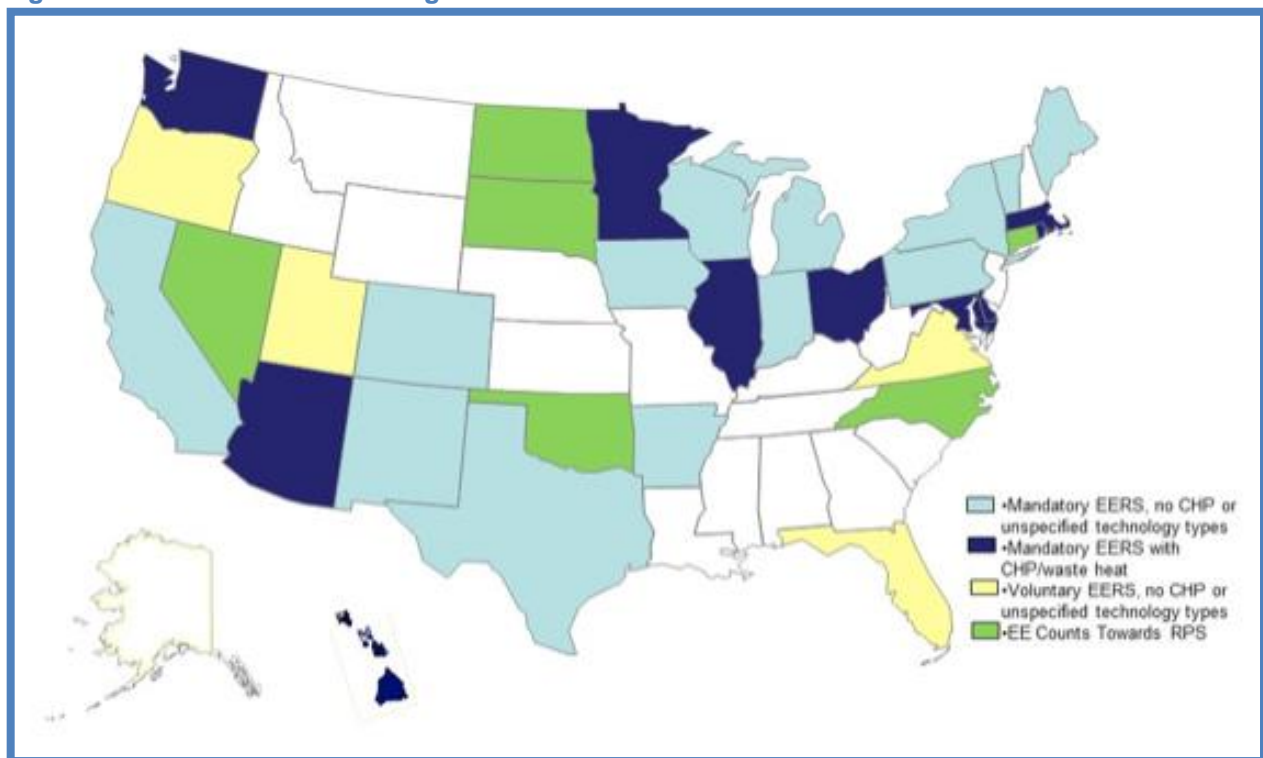 •Mandatory EERS, no CHP or
unspecified technology types
•Mandatory EERS with
CHP/waste heat
•Voluntary EERS, no CHP or
unspecified technology types
•EE Counts Towards RPS